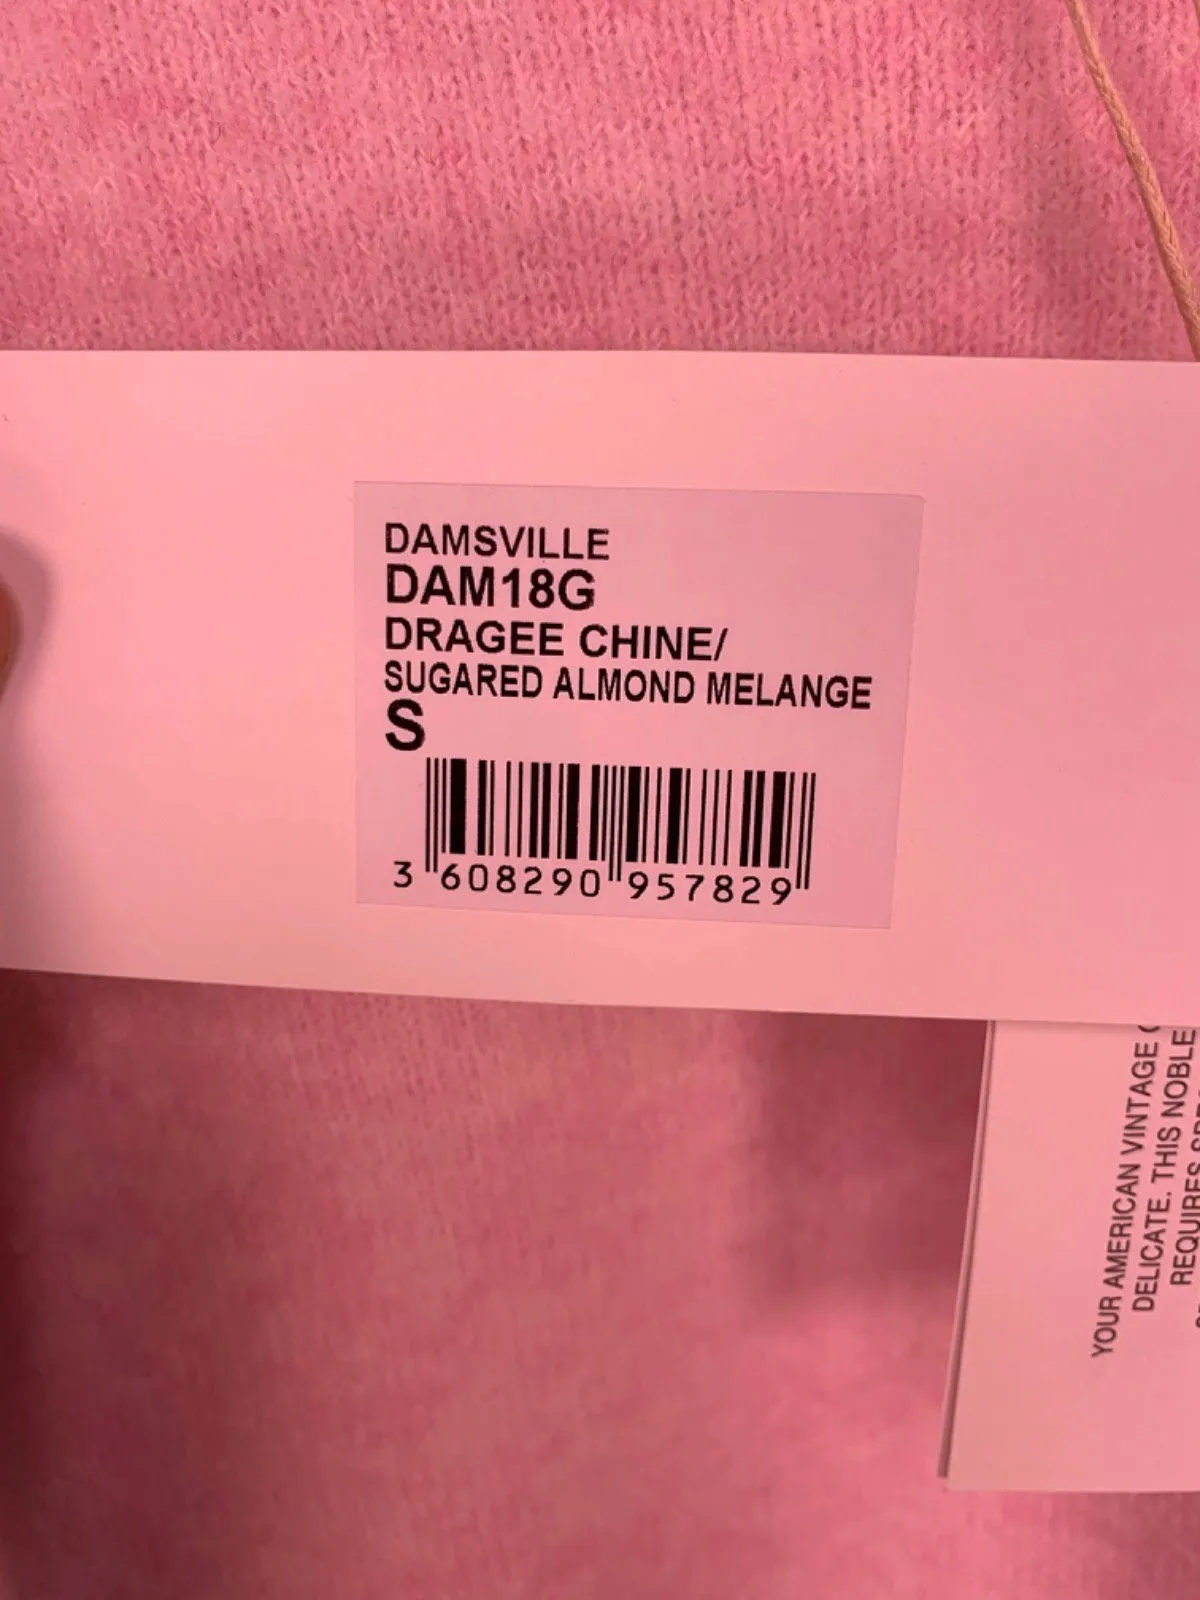 DAMSVILLE
DAM18G
DRAGEE CHINE/
SUGARED ALMOND MELANGE
S
3 608290 957829
YOUR AMERICAN VINTAGE
DELICATE. THIS NOBLE
REQUIRES